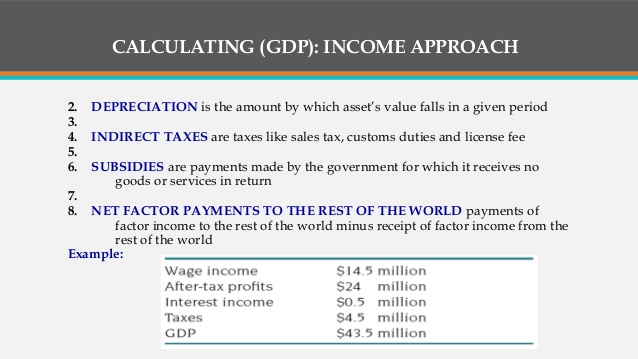 CALCULATING (GDP): INCOME APPROACH
2. DEPRECIATION is the amount by which asset's value falls in a given period
3.
4. INDIRECT TAXES are taxes like sales tax, customs duties and license fee
5.
6. SUBSIDIES are payments made by the government for which it receives no
goods or services in return
7.
8. NET FACTOR PAYMENTS TO THE REST OF THE WORLD payments of
factor income to the rest of the world minus receipt of factor income from the
rest of the world
Example:
Wage income $14.5 million
After-tax profits $24 million
Interest income $0.5 million
Taxes $4.5 million
GDP $43.5 million